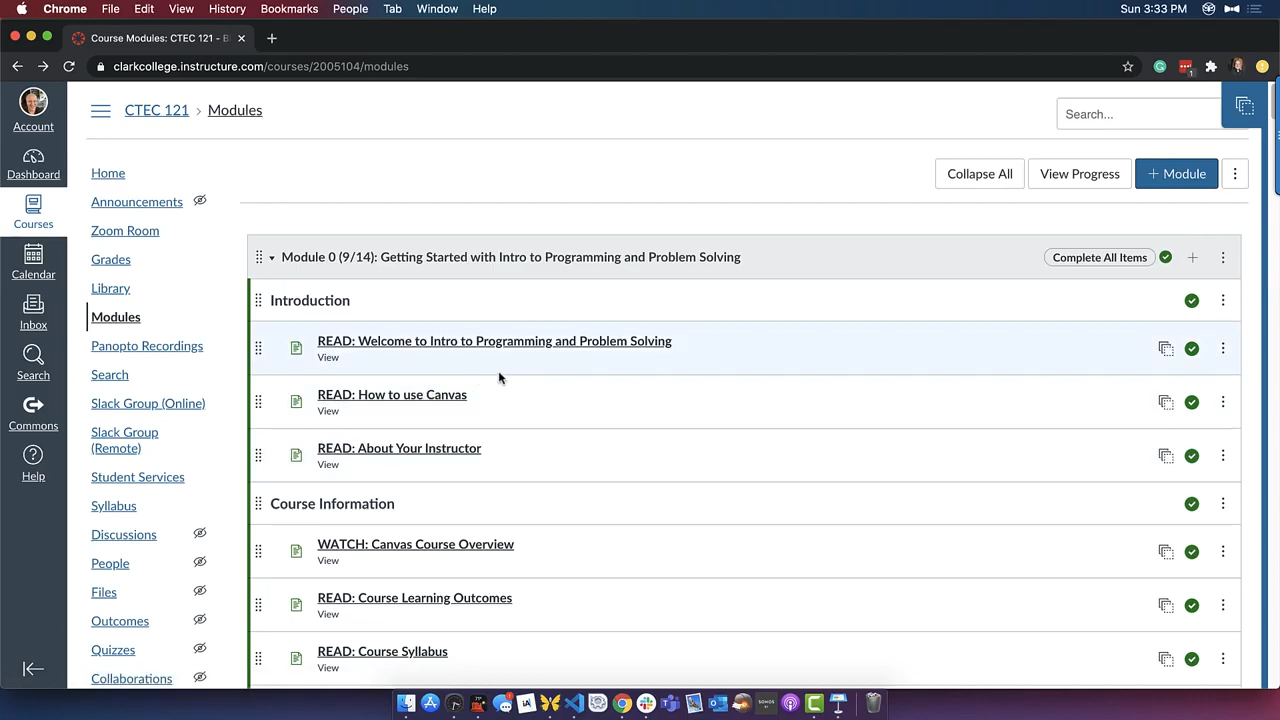 Chrome File Edit View History Bookmarks People Tab Window Help Sun 3:33 PM
Course Modules: CTEC 121 - B
clarkcollege.instructure.com/courses/2005104/modules
1
CTEC 121 > Modules
Search...
Account
Dashboard
Courses
Calendar
Inbox
Search
Commons
Help
Home
Announcements
Zoom Room
Grades
Library
Modules
Panopto Recordings
Search
Slack Group (Online)
Slack Group
(Remote)
Student Services
Syllabus
Discussions
People
Files
Outcomes
Quizzes
Collaborations
Collapse All View Progress + Module
Module 0 (9/14): Getting Started with Intro to Programming and Problem Solving Complete All Items
Introduction
READ: Welcome to Intro to Programming and Problem Solving
View
READ: How to use Canvas
View
READ: About Your Instructor
View
Course Information
WATCH: Canvas Course Overview
View
READ: Course Learning Outcomes
View
READ: Course Syllabus
View
SONOS